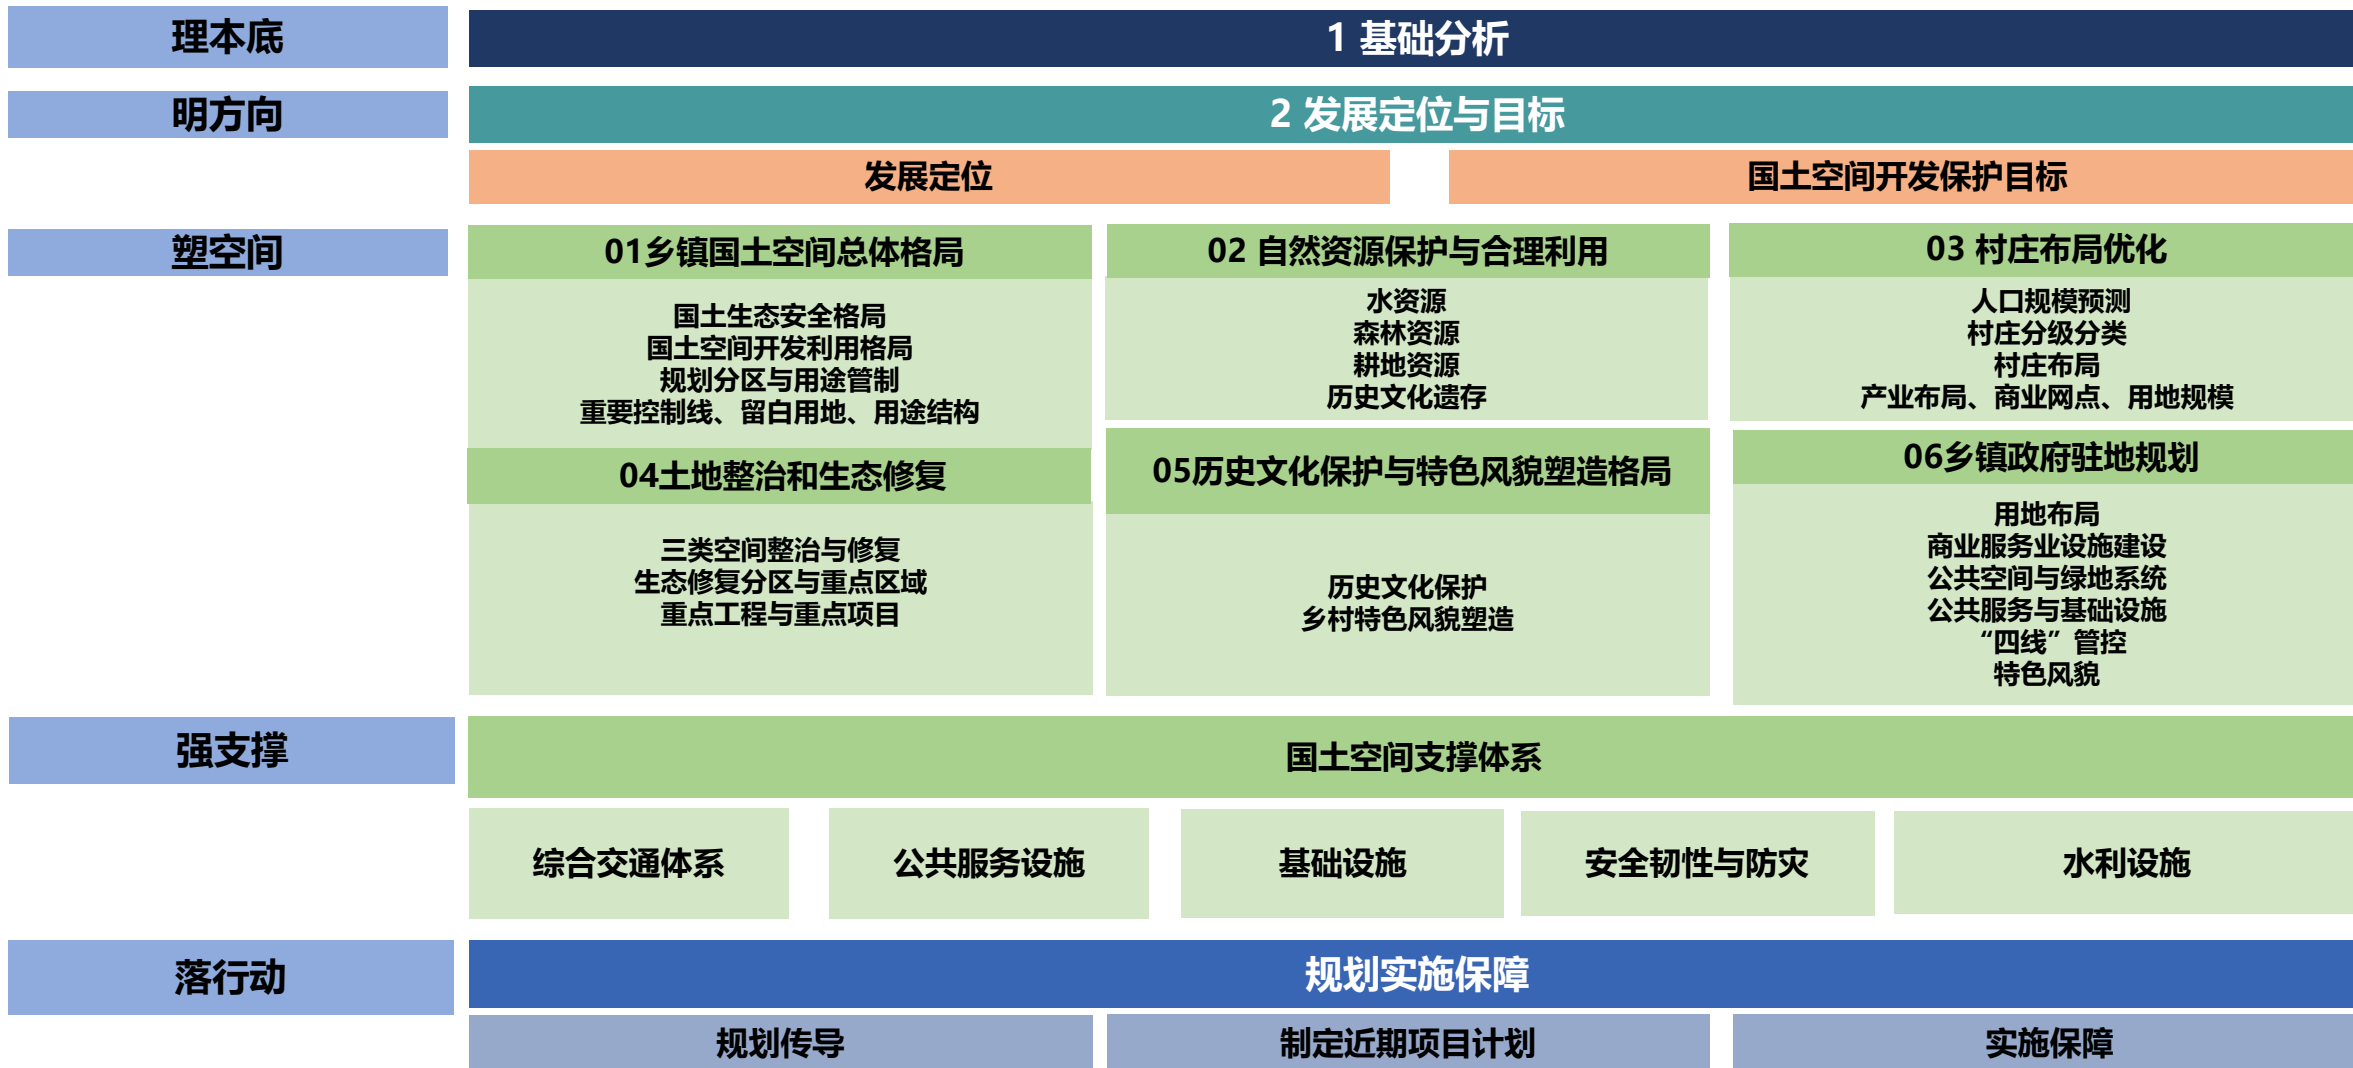 理本底
1 基础分析
明方向
2 发展定位与目标
发展定位
国土空间开发保护目标
塑空间
01乡镇国土空间总体格局
国土生态安全格局
国土空间开发利用格局
规划分区与用途管制
重要控制线、留白用地、用途结构
02 自然资源保护与合理利用
水资源
森林资源
耕地资源
历史文化遗存
03 村庄布局优化
人口规模预测
村庄分级分类
村庄布局
产业布局、商业网点、用地规模
04土地整治和生态修复
三类空间整治与修复
生态修复分区与重点区域
重点工程与重点项目
05历史文化保护与特色风貌塑造格局
历史文化保护
乡村特色风貌塑造
06乡镇政府驻地规划
用地布局
商业服务业设施建设
公共空间与绿地系统
公共服务与基础设施
“四线”管控
特色风貌
强支撑
国土空间支撑体系
综合交通体系
公共服务设施
基础设施
安全韧性与防灾
水利设施
落行动
规划实施保障
规划传导
制定近期项目计划
实施保障